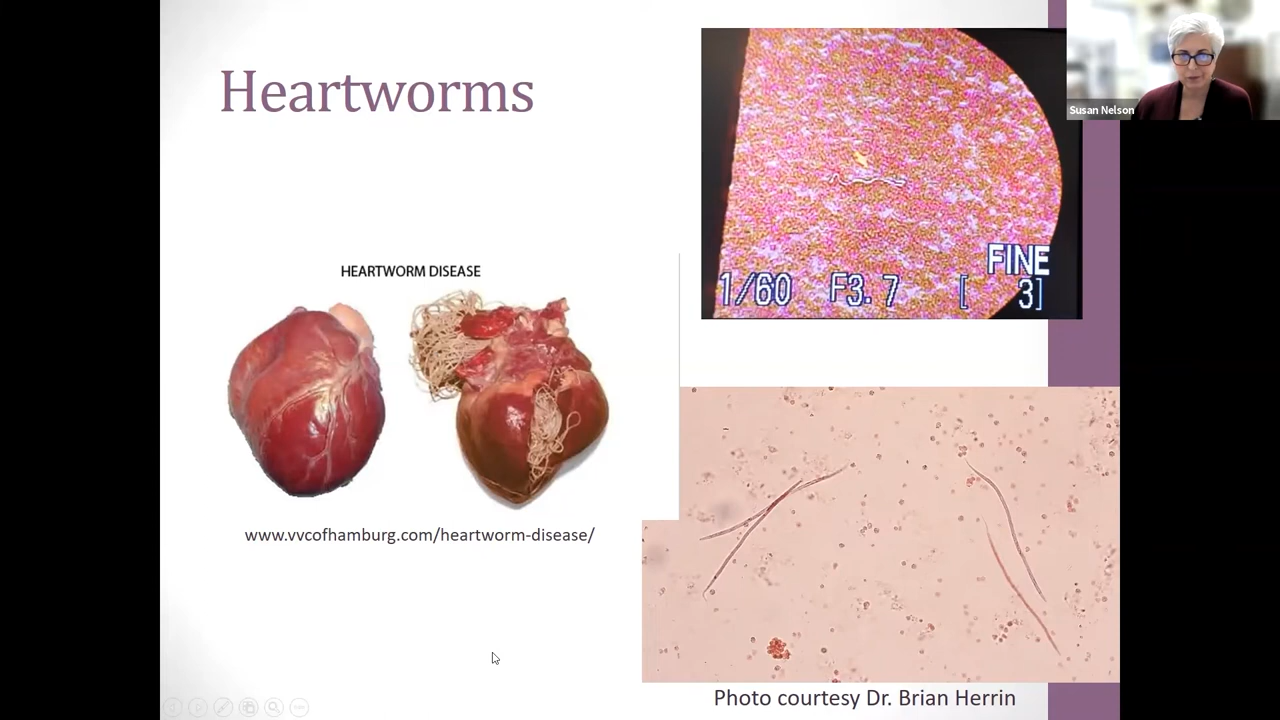 Heartworms
Susan Nelson
FINE
1/60 F3.7 [ 3]
HEARTWORM DISEASE
www.vvcofhamburg.com/heartworm-disease/
Photo courtesy Dr. Brian Herrin